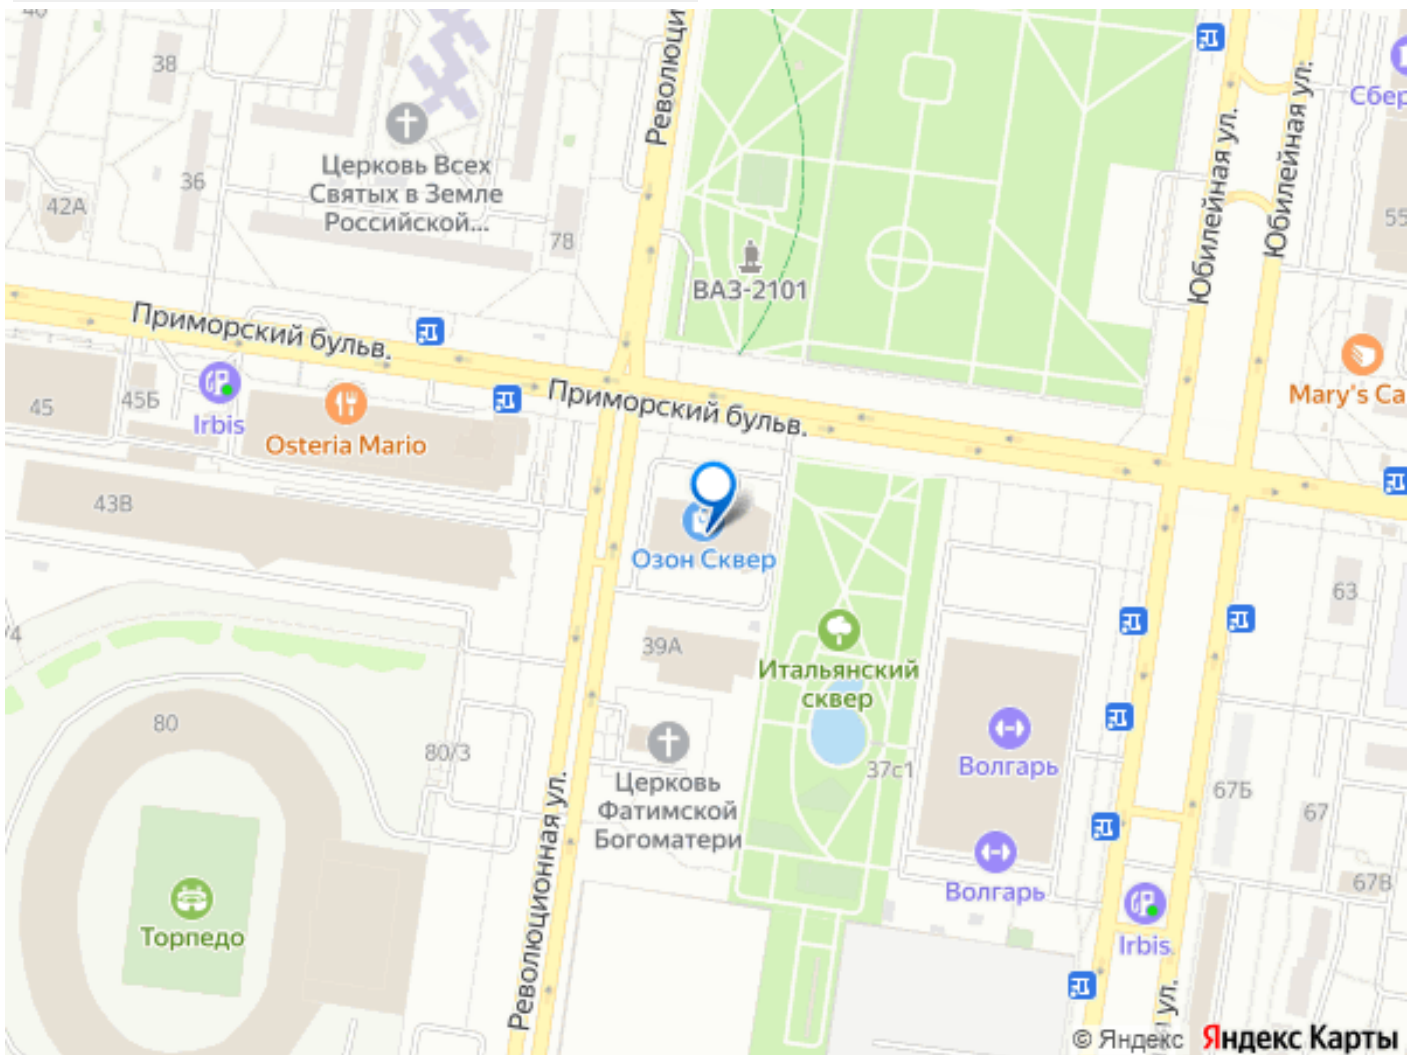 40
38
Революци
Юбилейная ул.
Юбилейная ул.
Сбер
Церковь Всех
Святых в Земле
Российской...
36
42А
78
55
ВАЗ-2101
Приморский бульв.
Приморский бульв.
45
45Б
Irbis
Osteria Mario
Mary's Ca
43В
Озон Сквер
63
39А
Итальянский
сквер
/4
80
80/3
Волгарь
37с1
Церковь
Фатимской
Богоматери
67Б
67
Революционная ул.
67В
Волгарь
Торпедо
Irbis
ул.
© Яндекс Яндекс Карты